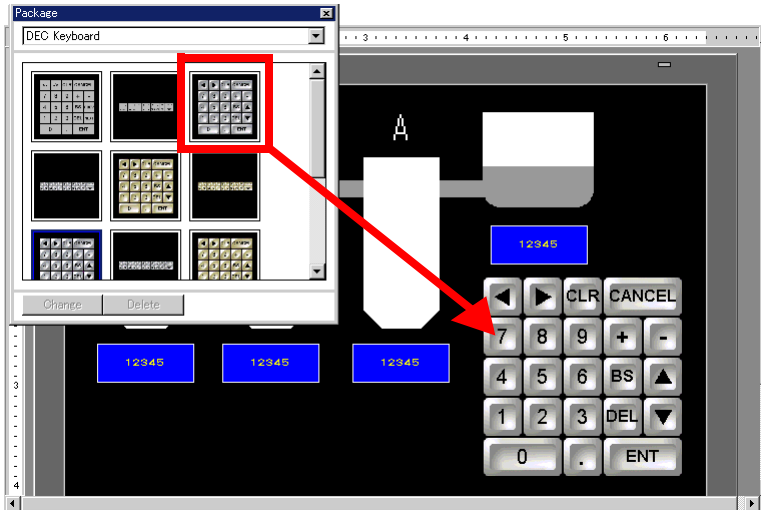 Package
DEC Keyboard
3 4 5 6
A
12345
Change Delete
CLR CANCEL
7 8 9 + -
12345 12345 12345
4 5 6 BS
1 2 3 DEL
0 . ENT
3
4